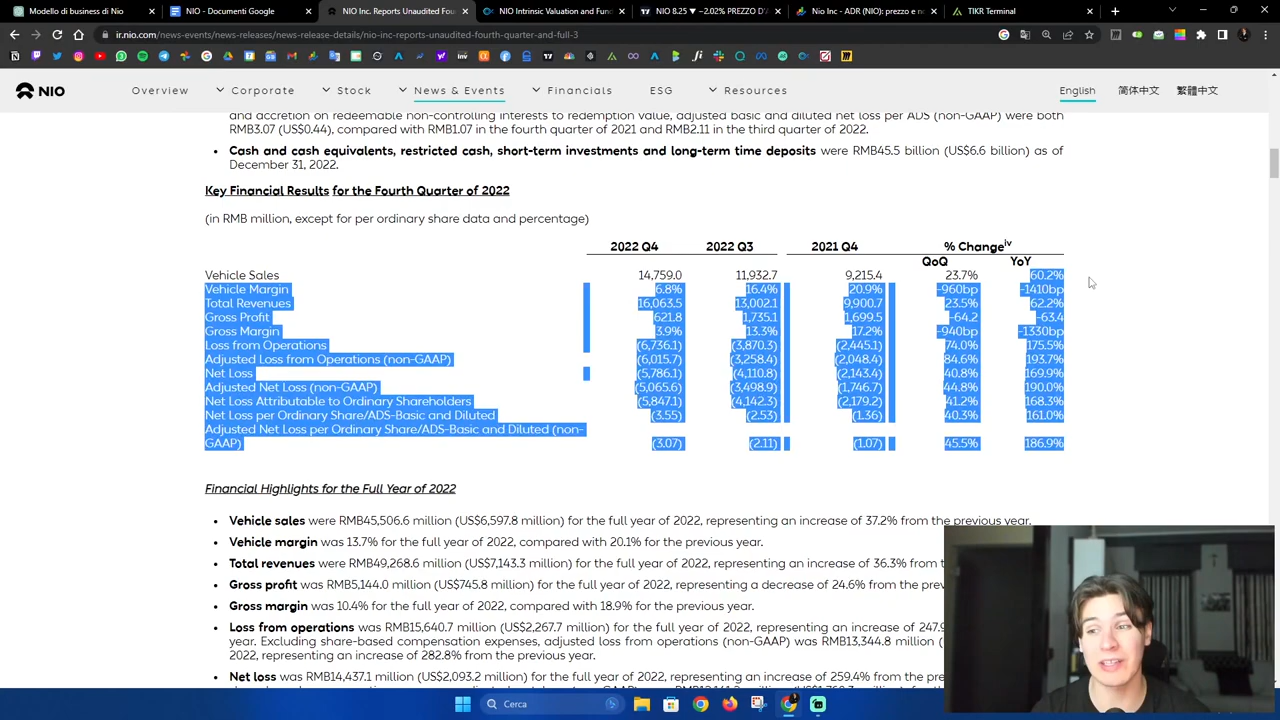 Modello di business di Nio
NIO - Documenti Google
NIO Inc. Reports Unaudited Four
NIO Intrinsic Valuation and Fund
NIO 8.25 ▼ −2.02% PREZZO D'A
Nio Inc - ADR (NIO): prezzo e n
TIKR Terminal
ir.nio.com/news-events/news-releases/news-release-details/nio-inc-reports-unaudited-fourth-quarter-and-full-3
NIO
Overview
Corporate
Stock
News & Events
Financials
ESG
Resources
English
简体中文
繁體中文
and accretion on redeemable non-controlling interests to redemption value, adjusted basic and diluted net loss per ADS (non-GAAP) were both
RMB3.07 (US$0.44), compared with RMB1.07 in the fourth quarter of 2021 and RMB2.11 in the third quarter of 2022.
• Cash and cash equivalents, restricted cash, short-term investments and long-term time deposits were RMB45.5 billion (US$6.6 billion) as of
December 31, 2022.
Key Financial Results for the Fourth Quarter of 2022
(in RMB million, except for per ordinary share data and percentage)
2022 Q4 2022 Q3 2021 Q4 % Changeiv
QoQ YoY
Vehicle Sales 14,759.0 11,932.7 9,215.4 23.7% 60.2%
Vehicle Margin 6.8% 16.4% 20.9% -960bp -1410bp
Total Revenues 16,063.5 13,002.1 9,900.7 23.5% 62.2%
Gross Profit 621.8 1,735.1 1,699.5 -64.2 -63.4
Gross Margin 3.9% 13.3% 17.2% -940bp -1330bp
Loss from Operations (6,736.1) (3,870.3) (2,445.1) 74.0% 175.5%
Adjusted Loss from Operations (non-GAAP) (6,015.7) (3,258.4) (2,048.4) 84.6% 193.7%
Net Loss (5,786.1) (4,110.8) (2,143.4) 40.8% 169.9%
Adjusted Net Loss (non-GAAP) (5,065.6) (3,498.9) (1,746.7) 44.8% 190.0%
Net Loss Attributable to Ordinary Shareholders (5,847.1) (4,142.3) (2,179.2) 41.2% 168.3%
Net Loss per Ordinary Share/ADS-Basic and Diluted (3.55) (2.53) (1.36) 40.3% 161.0%
Adjusted Net Loss per Ordinary Share/ADS-Basic and Diluted (non-
GAAP) (3.07) (2.11) (1.07) 45.5% 186.9%
Financial Highlights for the Full Year of 2022
• Vehicle sales were RMB45,506.6 million (US$6,597.8 million) for the full year of 2022, representing an increase of 37.2% from the previous year.
• Vehicle margin was 13.7% for the full year of 2022, compared with 20.1% for the previous year.
• Total revenues were RMB49,268.6 million (US$7,143.3 million) for the full year of 2022, representing an increase of 36.3% from
• Gross profit was RMB5,144.0 million (US$745.8 million) for the full year of 2022, representing a decrease of 24.6% from the
• Gross margin was 10.4% for the full year of 2022, compared with 18.9% for the previous year.
• Loss from operations was RMB15,640.7 million (US$2,267.7 million) for the full year of 2022, representing an increase of
year. Excluding share-based compensation expenses, adjusted loss from operations (non-GAAP) was RMB13,344.8 million
2022, representing an increase of 282.8% from the previous year.
• Net loss was RMB14,437.1 million (US$2,093.2 million) for the full year of 2022, representing an increase of 259.4% from the
Cerca